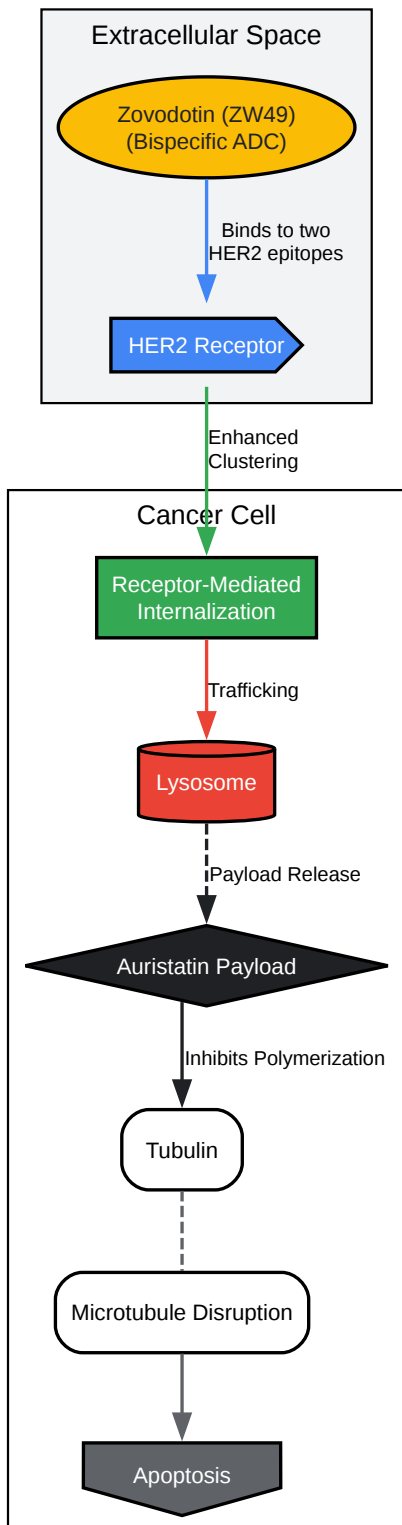 Extracellular Space
Zovodotin (ZW49)
(Bispecific ADC)
Binds to two
HER2 epitopes
HER2 Receptor
Enhanced
Clustering
Cancer Cell
Receptor-Mediated
Internalization
Trafficking
Lysosome
Payload Release
Auristatin Payload
Inhibits Polymerization
Tubulin
Microtubule Disruption
Apoptosis